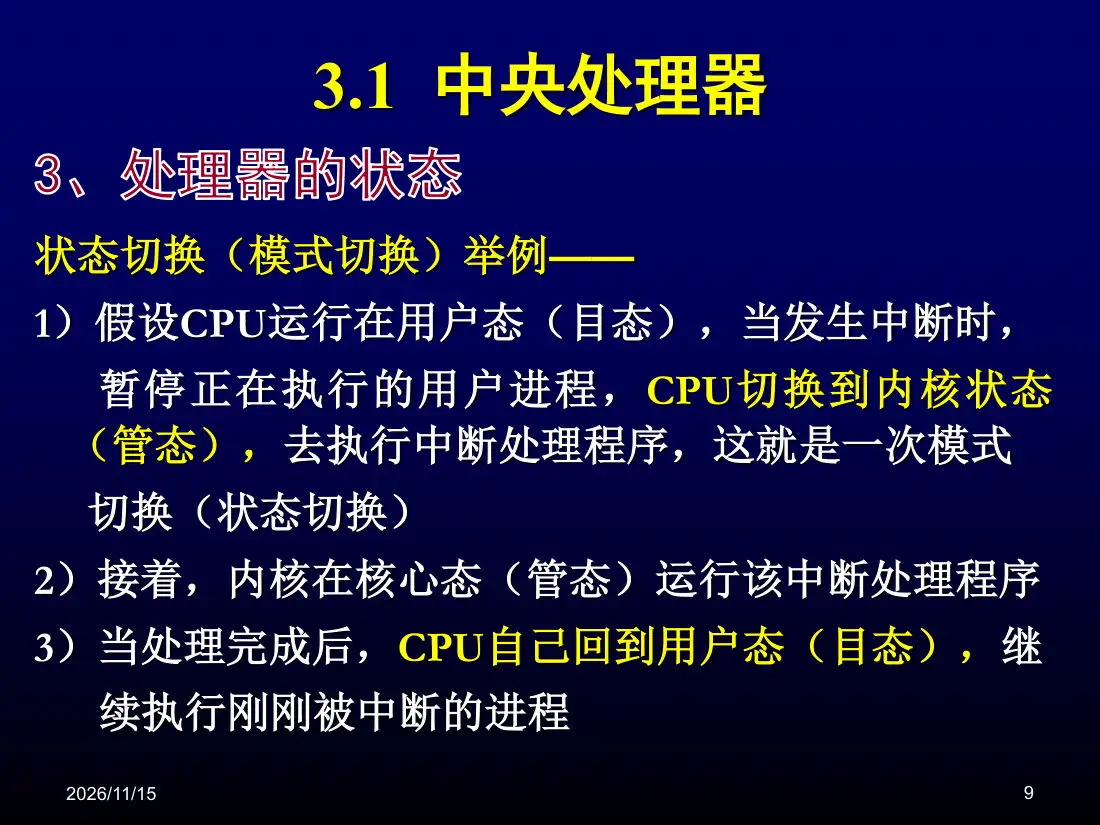 3.1 中央处理器
3、处理器的状态
状态切换（模式切换）举例——
1）假设CPU运行在用户态（目态），当发生中断时，
暂停正在执行的用户进程，CPU切换到内核状态
（管态），去执行中断处理程序，这就是一次模式
切换（状态切换）
2）接着，内核在核心态（管态）运行该中断处理程序
3）当处理完成后，CPU自己回到用户态（目态），继
续执行刚刚被中断的进程
2026/11/15
9